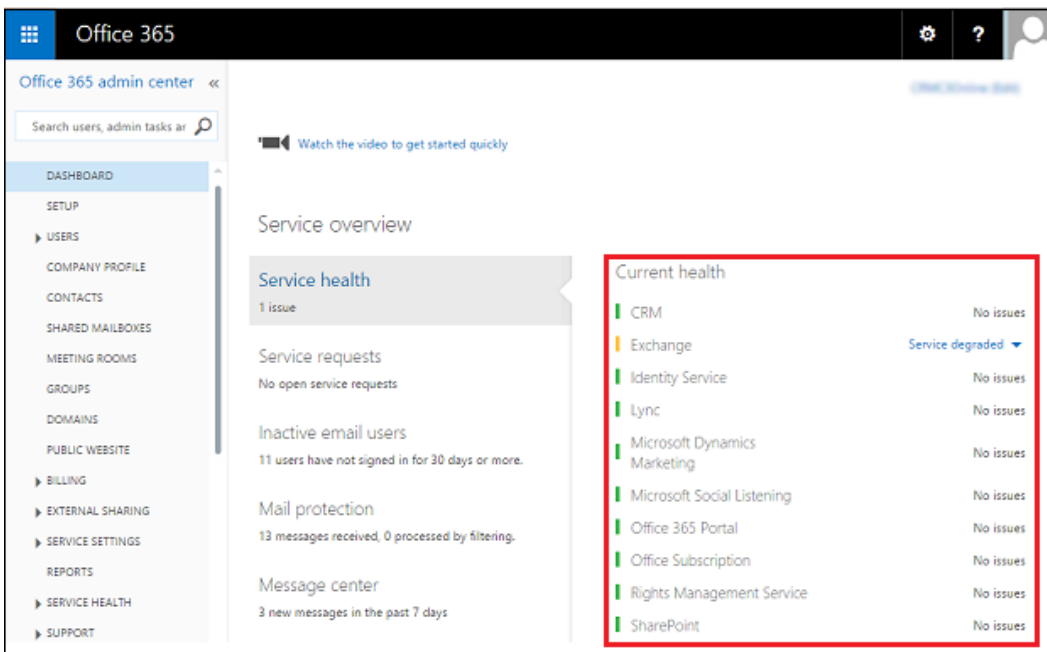 Office 365
?
Office 365 admin center «
Search users, admin tasks ar
DASHBOARD
SETUP
USERS
COMPANY PROFILE
CONTACTS
SHARED MAILBOXES
MEETING ROOMS
GROUPS
DOMAINS
PUBLIC WEBSITE
BILLING
EXTERNAL SHARING
SERVICE SETTINGS
REPORTS
SERVICE HEALTH
SUPPORT
Watch the video to get started quickly
Service overview
Service health
1 issue
Service requests
No open service requests
Inactive email users
11 users have not signed in for 30 days or more.
Mail protection
13 messages received, 0 processed by filtering.
Message center
3 new messages in the past 7 days
Current health
CRM No issues
Exchange Service degraded
Identity Service No issues
Lync No issues
Microsoft Dynamics
Marketing No issues
Microsoft Social Listening No issues
Office 365 Portal No issues
Office Subscription No issues
Rights Management Service No issues
SharePoint No issues